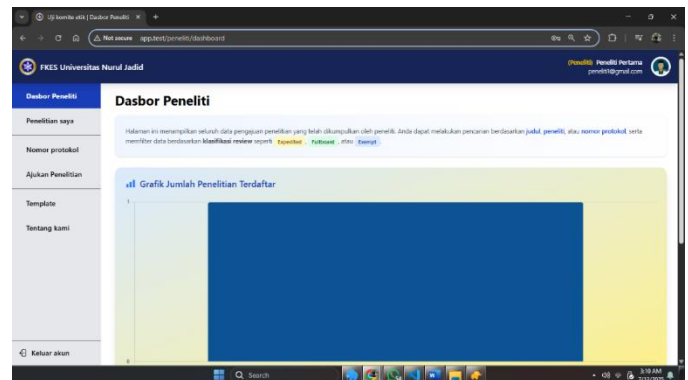 Uji komite etik | Dasbor Peneliti
Not secure app.test/peneliti/dashboard
FKES Universitas Nurul Jadid
(Peneliti) Peneliti Pertama
peneliti1@gmail.com
Dasbor Peneliti
Penelitian saya
Nomor protokol
Ajukan Penelitian
Template
Tentang kami
Keluar akun
Dasbor Peneliti
Halaman ini menampilkan seluruh data pengajuan penelitian yang telah dikumpulkan oleh peneliti. Anda dapat melakukan pencarian berdasarkan judul, peneliti, atau nomor protokol, serta
memfilter data berdasarkan klasifikasi review seperti Expedited, Fullboard, atau Exempt.
Grafik Jumlah Penelitian Terdaftar
1
0
Search
3:10 AM